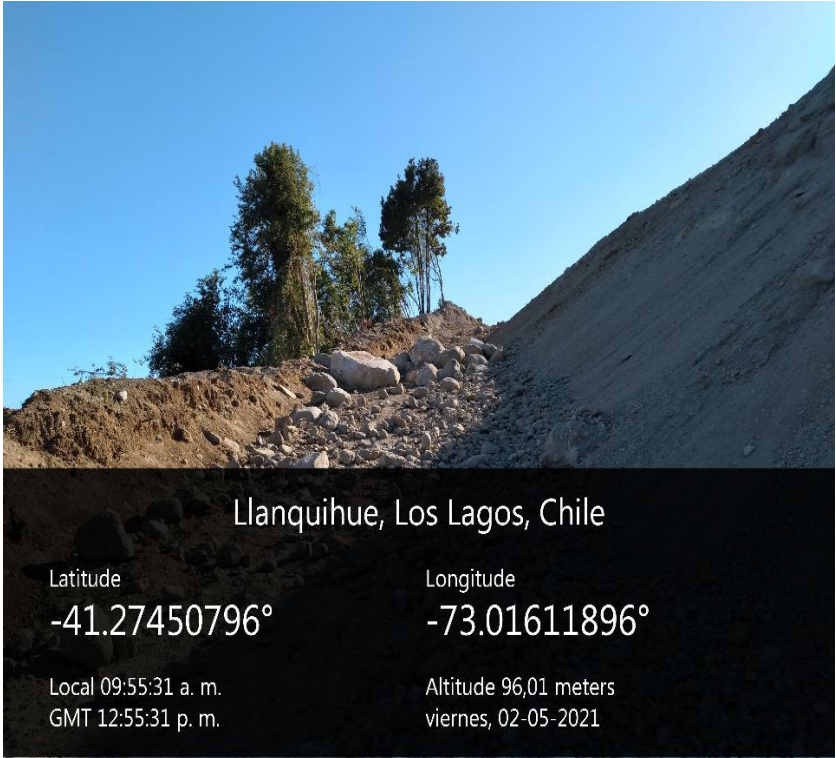 Llanquihue, Los Lagos, Chile
Latitude
-41.27450796°
Longitude
-73.01611896°
Local 09:55:31 a. m.
GMT 12:55:31 p. m.
Altitude 96,01 meters
viernes, 02-05-2021